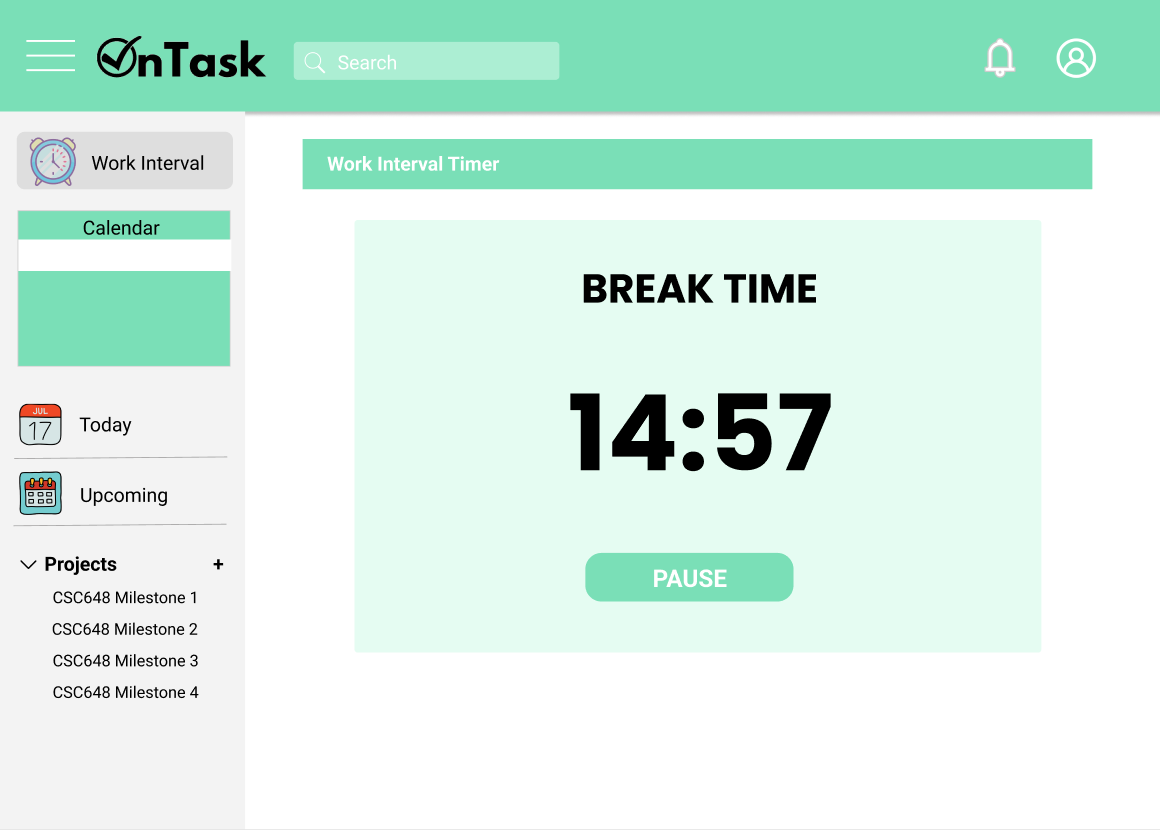 OnTask
Search
Work Interval
Calendar
JUL
17
Today
Upcoming
Projects +
CSC648 Milestone 1
CSC648 Milestone 2
CSC648 Milestone 3
CSC648 Milestone 4
Work Interval Timer
BREAK TIME
14:57
PAUSE